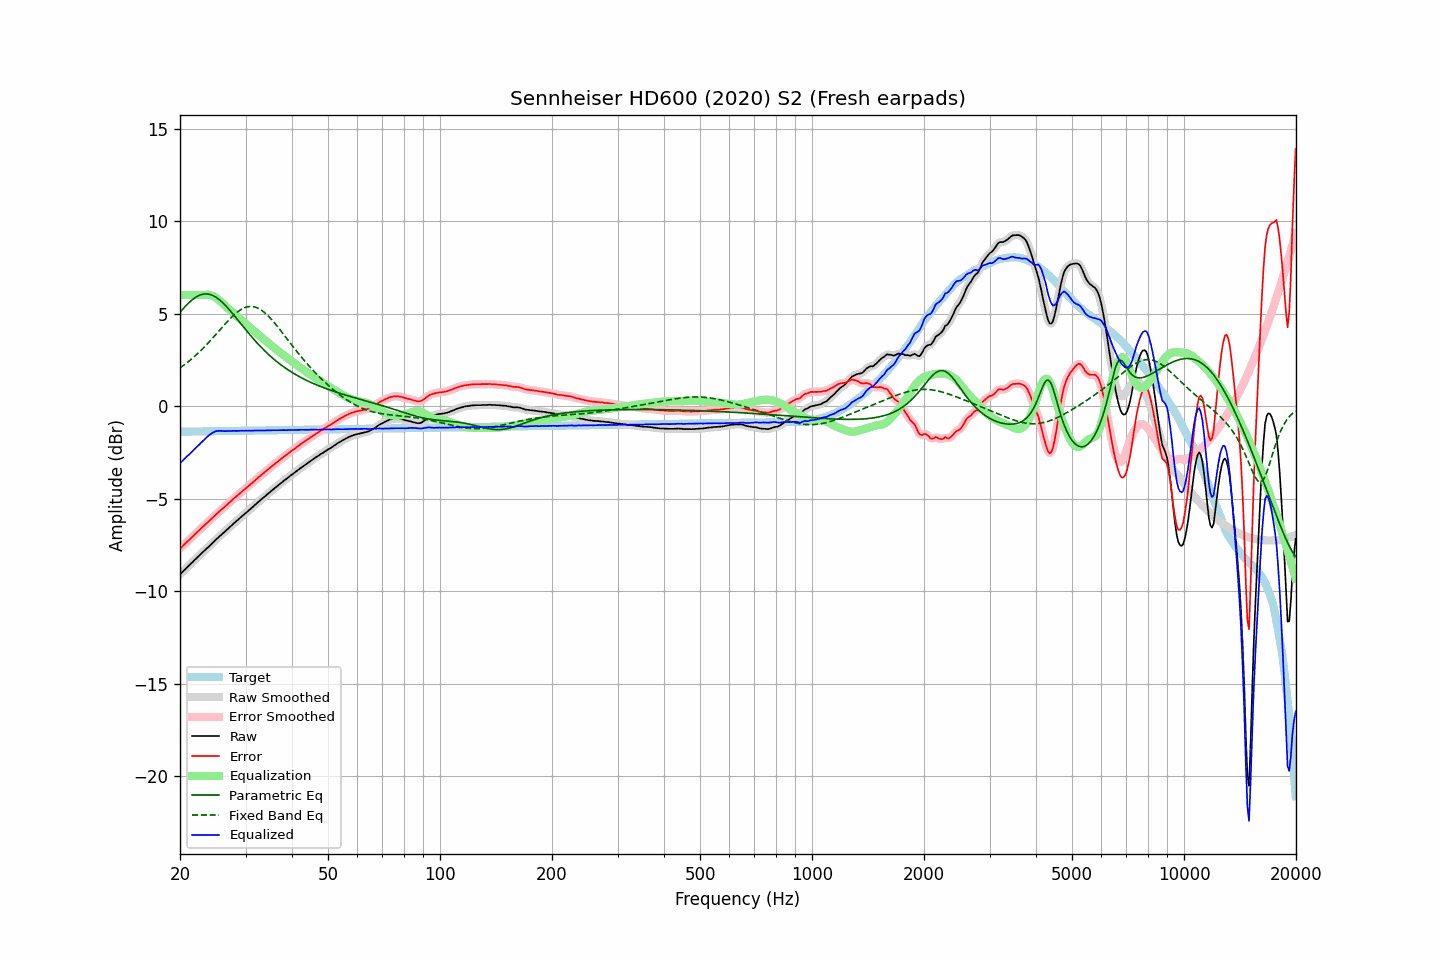 Sennheiser HD600 (2020) S2 (Fresh earpads)
15
10
5
0
−5
−10
−15
−20
Amplitude (dBr)
Target
Raw Smoothed
Error Smoothed
Raw
Error
Equalization
Parametric Eq
Fixed Band Eq
Equalized
20 50 100 200 500 1000 2000 5000 10000 20000
Frequency (Hz)